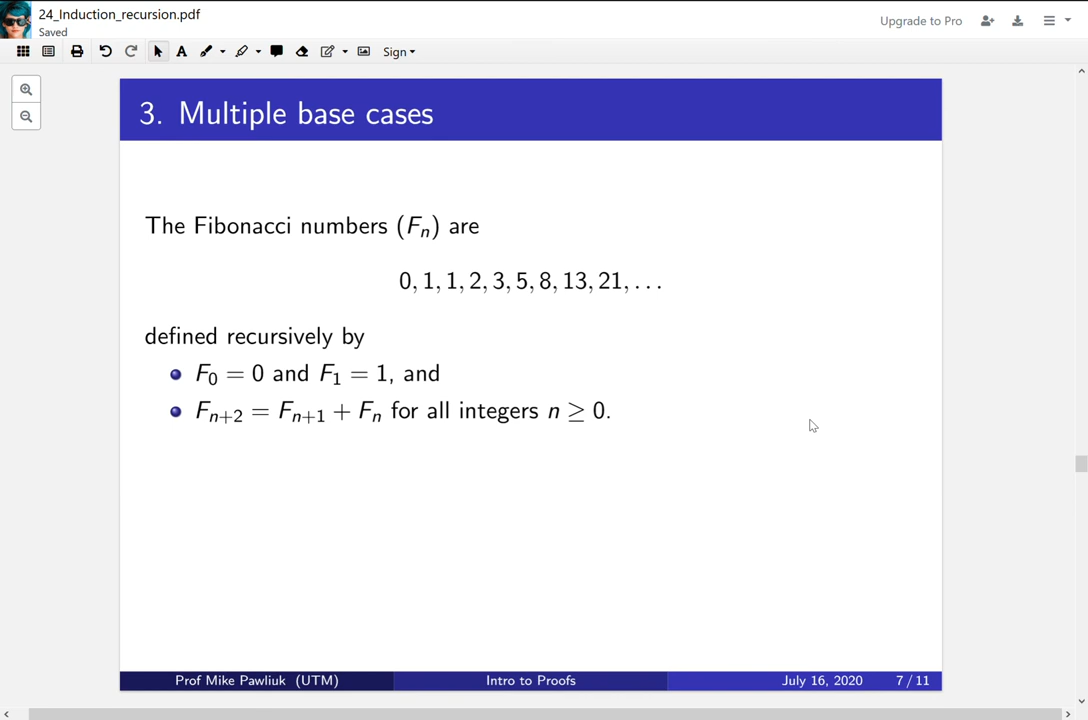 24_Induction_recursion.pdf
Saved
Upgrade to Pro
A
Sign
3. Multiple base cases
The Fibonacci numbers (Fₙ) are
0, 1, 1, 2, 3, 5, 8, 13, 21, . . .
defined recursively by
F₀ = 0 and F₁ = 1, and
Fₙ₊₂ = Fₙ₊₁ + Fₙ for all integers n ≥ 0.
Prof Mike Pawliuk (UTM) Intro to Proofs July 16, 2020 7 / 11